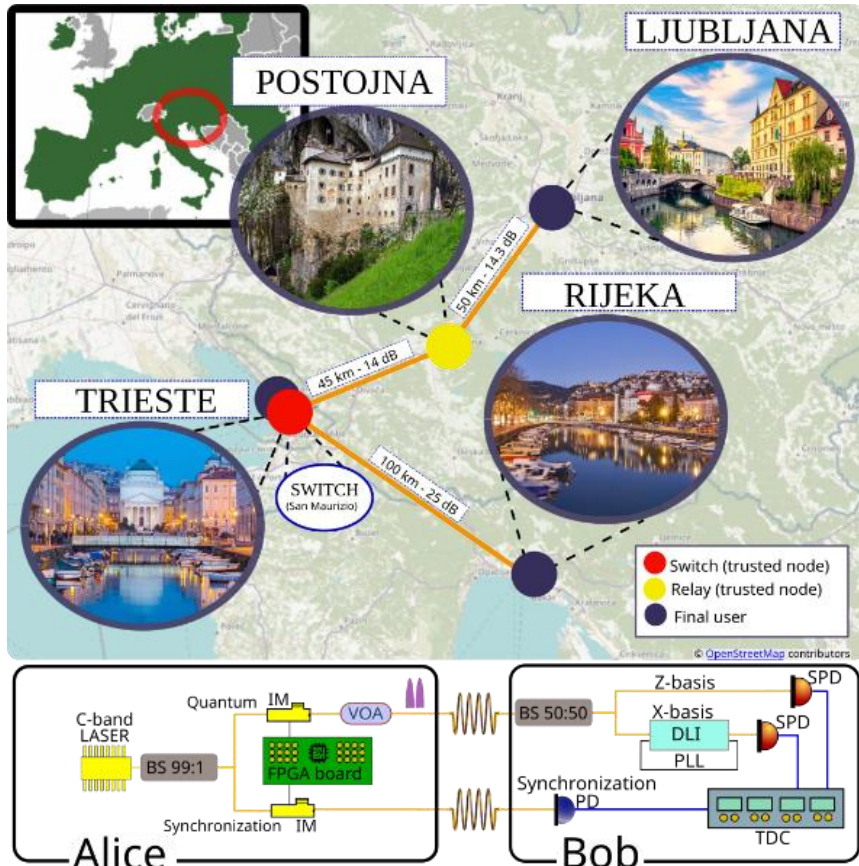 LJUBLJANA
POSTOJNA
50 km - 14.3 dB
RIJEKA
45 km - 14 dB
TRIESTE
100 km - 25 dB
SWITCH
(San Maurizio)
Switch (trusted node)
Relay (trusted node)
Final user
© OpenStreetMap contributors
Kranj
Palmanova
C-band
LASER
BS 99:1
Quantum
IM
VOA
FPGA board
Synchronization
IM
Alice
BS 50:50
Z-basis
SPD
X-basis
SPD
DLI
PLL
Synchronization
PD
TDC
Bob